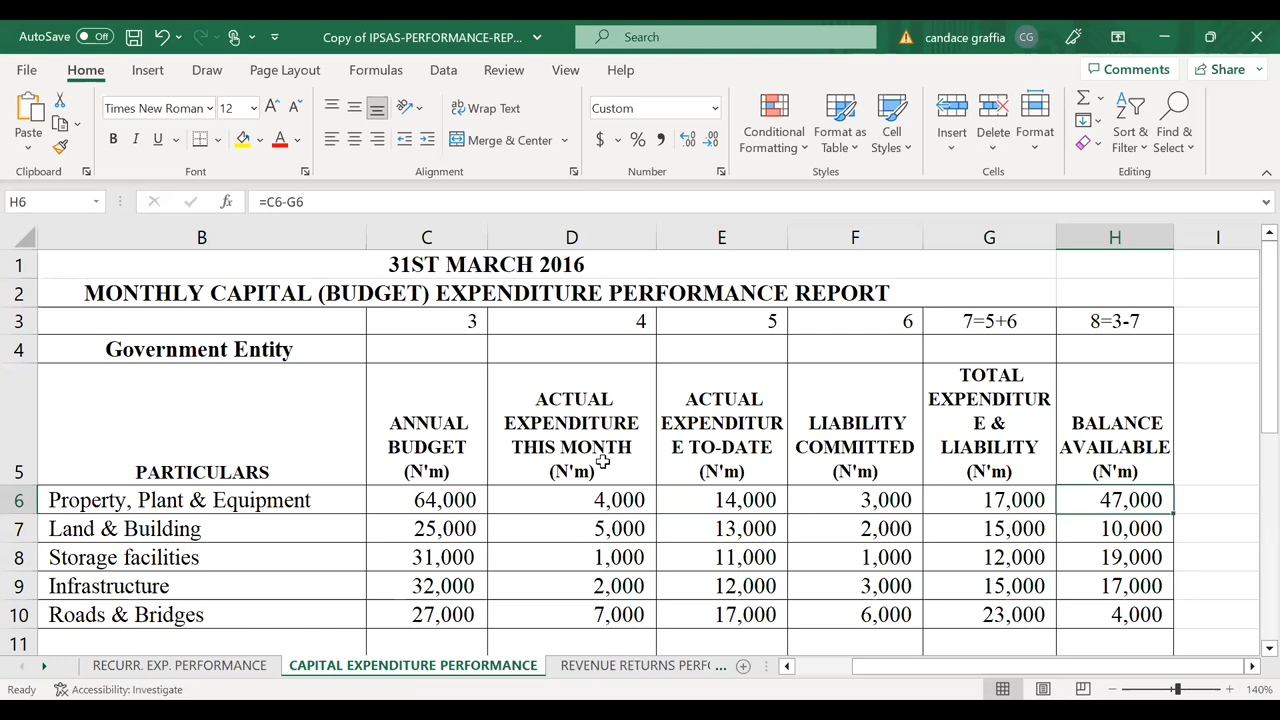 AutoSave Off Copy of IPSAS-PERFORMANCE-REP... Search candace graffia CG
File Home Insert Draw Page Layout Formulas Data Review View Help Comments Share
Paste Times New Roman 12 Wrap Text Custom Conditional Formatting Format as Table Cell Styles Insert Delete Format Sort & Filter Find & Select
B I U A Merge & Center $ %
Clipboard Font Alignment Number Styles Cells Editing
H6 fx =C6-G6
B C D E F G H I
1 31ST MARCH 2016
2 MONTHLY CAPITAL (BUDGET) EXPENDITURE PERFORMANCE REPORT
3 3 4 5 6 7=5+6 8=3-7
4 Government Entity
5 PARTICULARS ANNUAL BUDGET (N'm) ACTUAL EXPENDITURE THIS MONTH (N'm) ACTUAL EXPENDITUR E TO-DATE (N'm) LIABILITY COMMITTED (N'm) TOTAL EXPENDITUR E & LIABILITY (N'm) BALANCE AVAILABLE (N'm)
6 Property, Plant & Equipment 64,000 4,000 14,000 3,000 17,000 47,000
7 Land & Building 25,000 5,000 13,000 2,000 15,000 10,000
8 Storage facilities 31,000 1,000 11,000 1,000 12,000 19,000
9 Infrastructure 32,000 2,000 12,000 3,000 15,000 17,000
10 Roads & Bridges 27,000 7,000 17,000 6,000 23,000 4,000
11
RECURR. EXP. PERFORMANCE CAPITAL EXPENDITURE PERFORMANCE REVENUE RETURNS PERF ...
Ready Accessibility: Investigate 140%